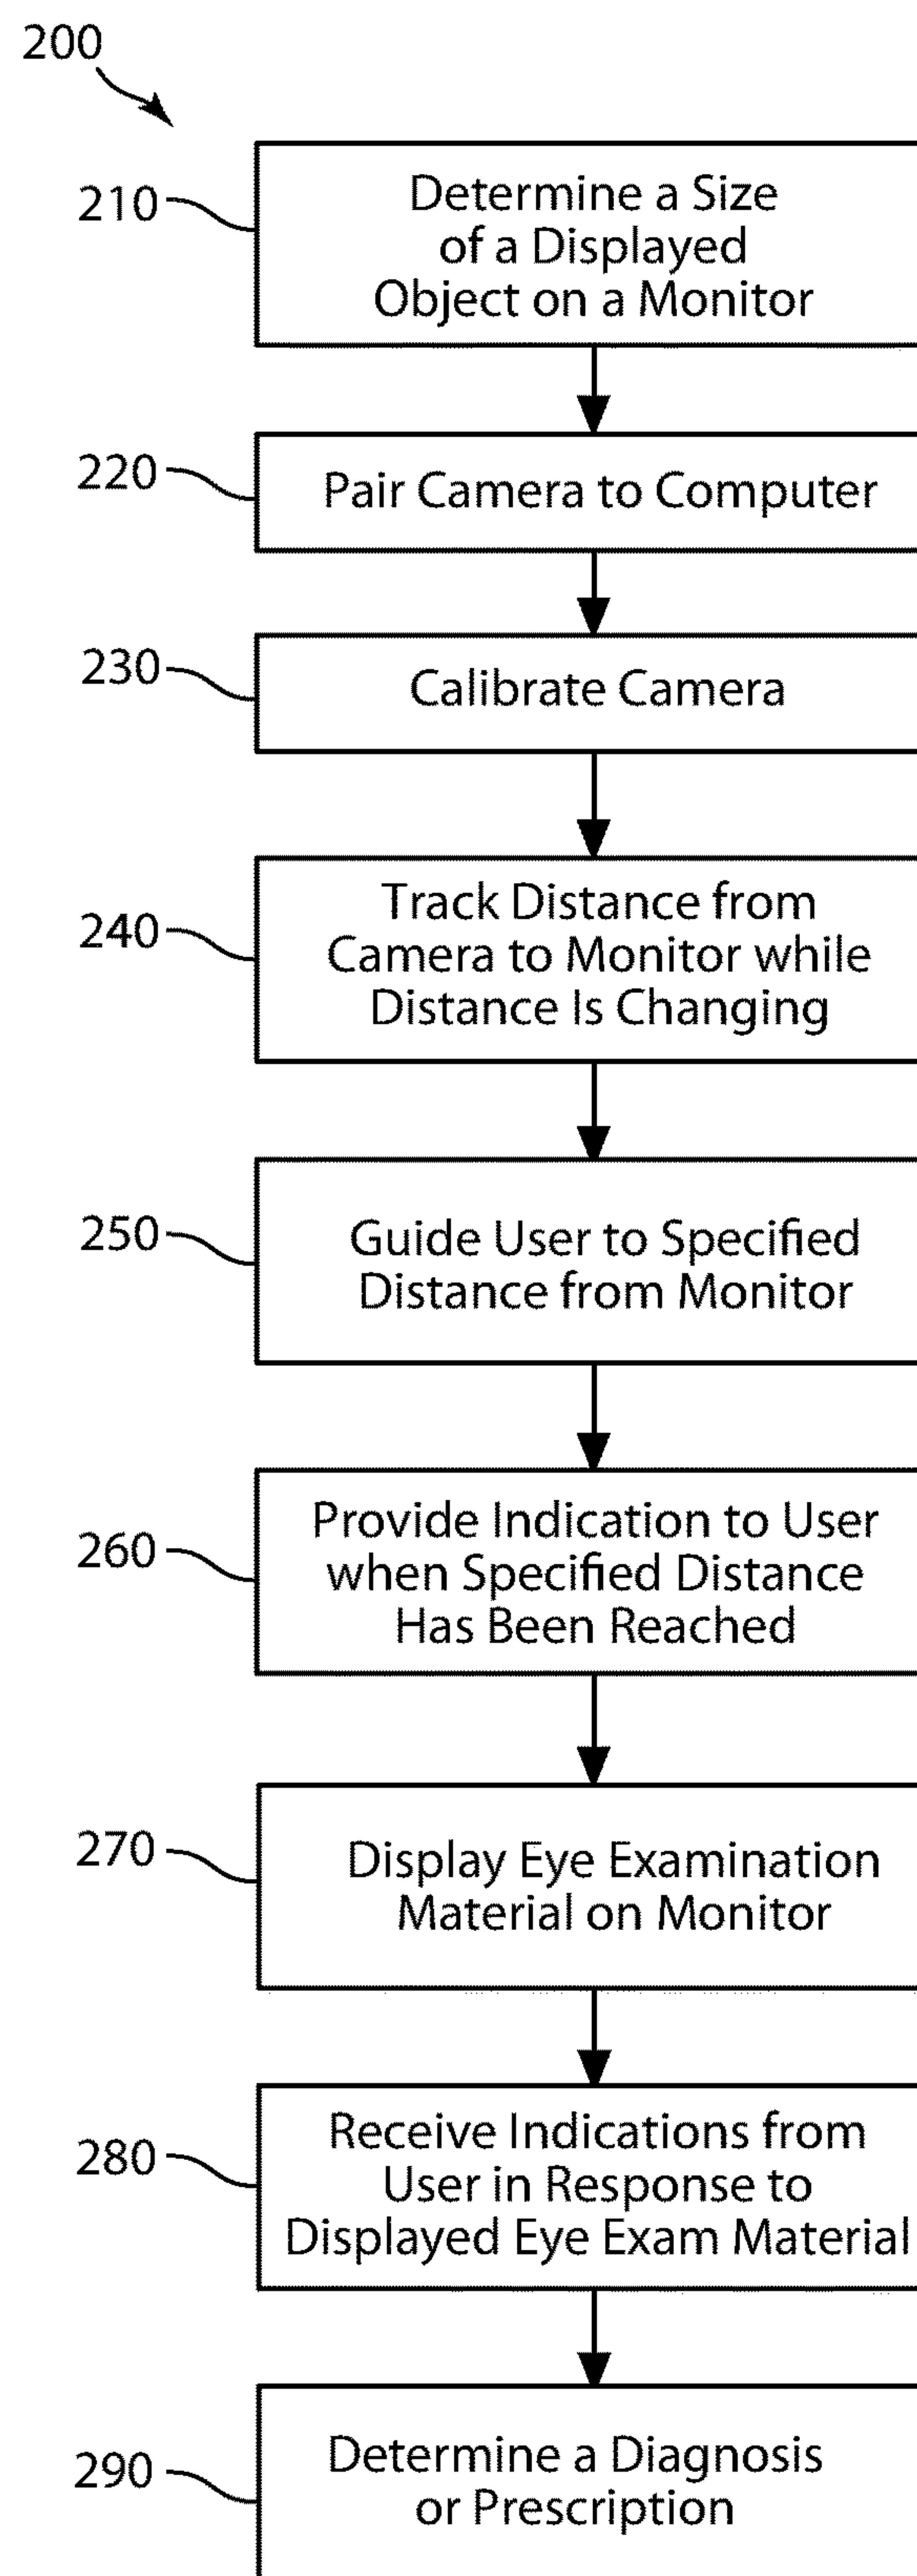 200
210
Determine a Size
of a Displayed
Object on a Monitor
220
Pair Camera to Computer
230
Calibrate Camera
240
Track Distance from
Camera to Monitor while
Distance Is Changing
250
Guide User to Specified
Distance from Monitor
260
Provide Indication to User
when Specified Distance
Has Been Reached
270
Display Eye Examination
Material on Monitor
280
Receive Indications from
User in Response to
Displayed Eye Exam Material
290
Determine a Diagnosis
or Prescription